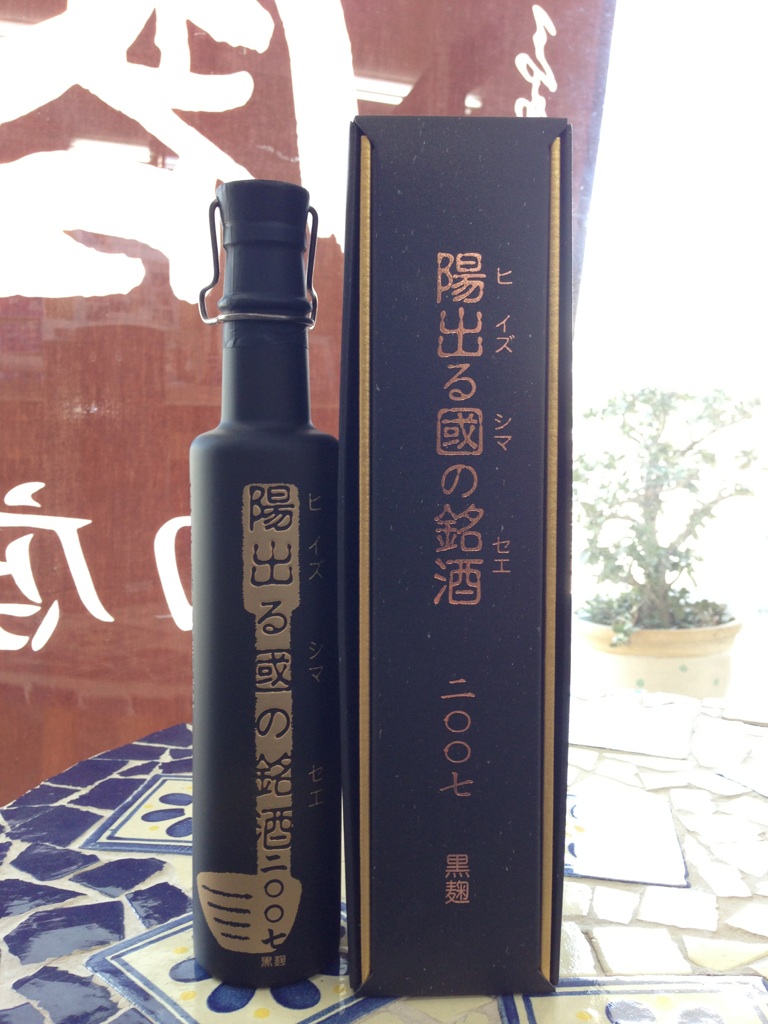 陽出る國の銘酒
ヒ イズ シマ セエ
二〇〇七
黒麹
陽出る國の銘酒二〇〇七
ヒ イズ シマ セエ
黒麹